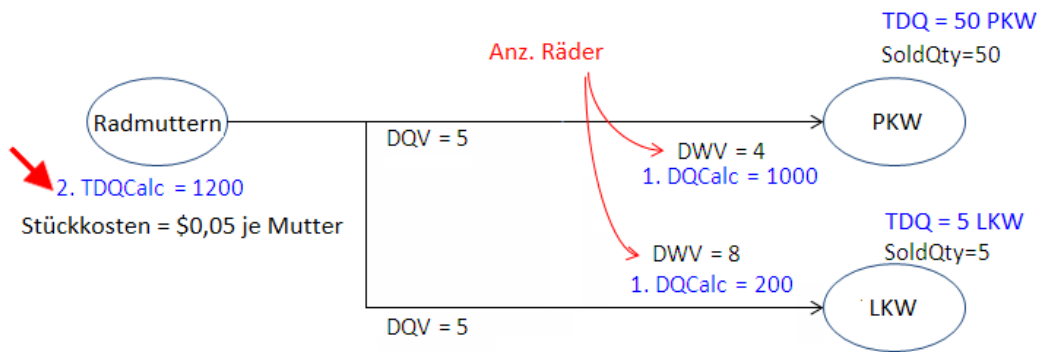 TDQ = 50 PKW
SoldQty=50
Anz. Räder
Radmuttern
PKW
DQV = 5
DWV = 4
1. DQCalc = 1000
2. TDQCalc = 1200
Stückkosten = $0,05 je Mutter
TDQ = 5 LKW
SoldQty=5
DWV = 8
1. DQCalc = 200
LKW
DQV = 5